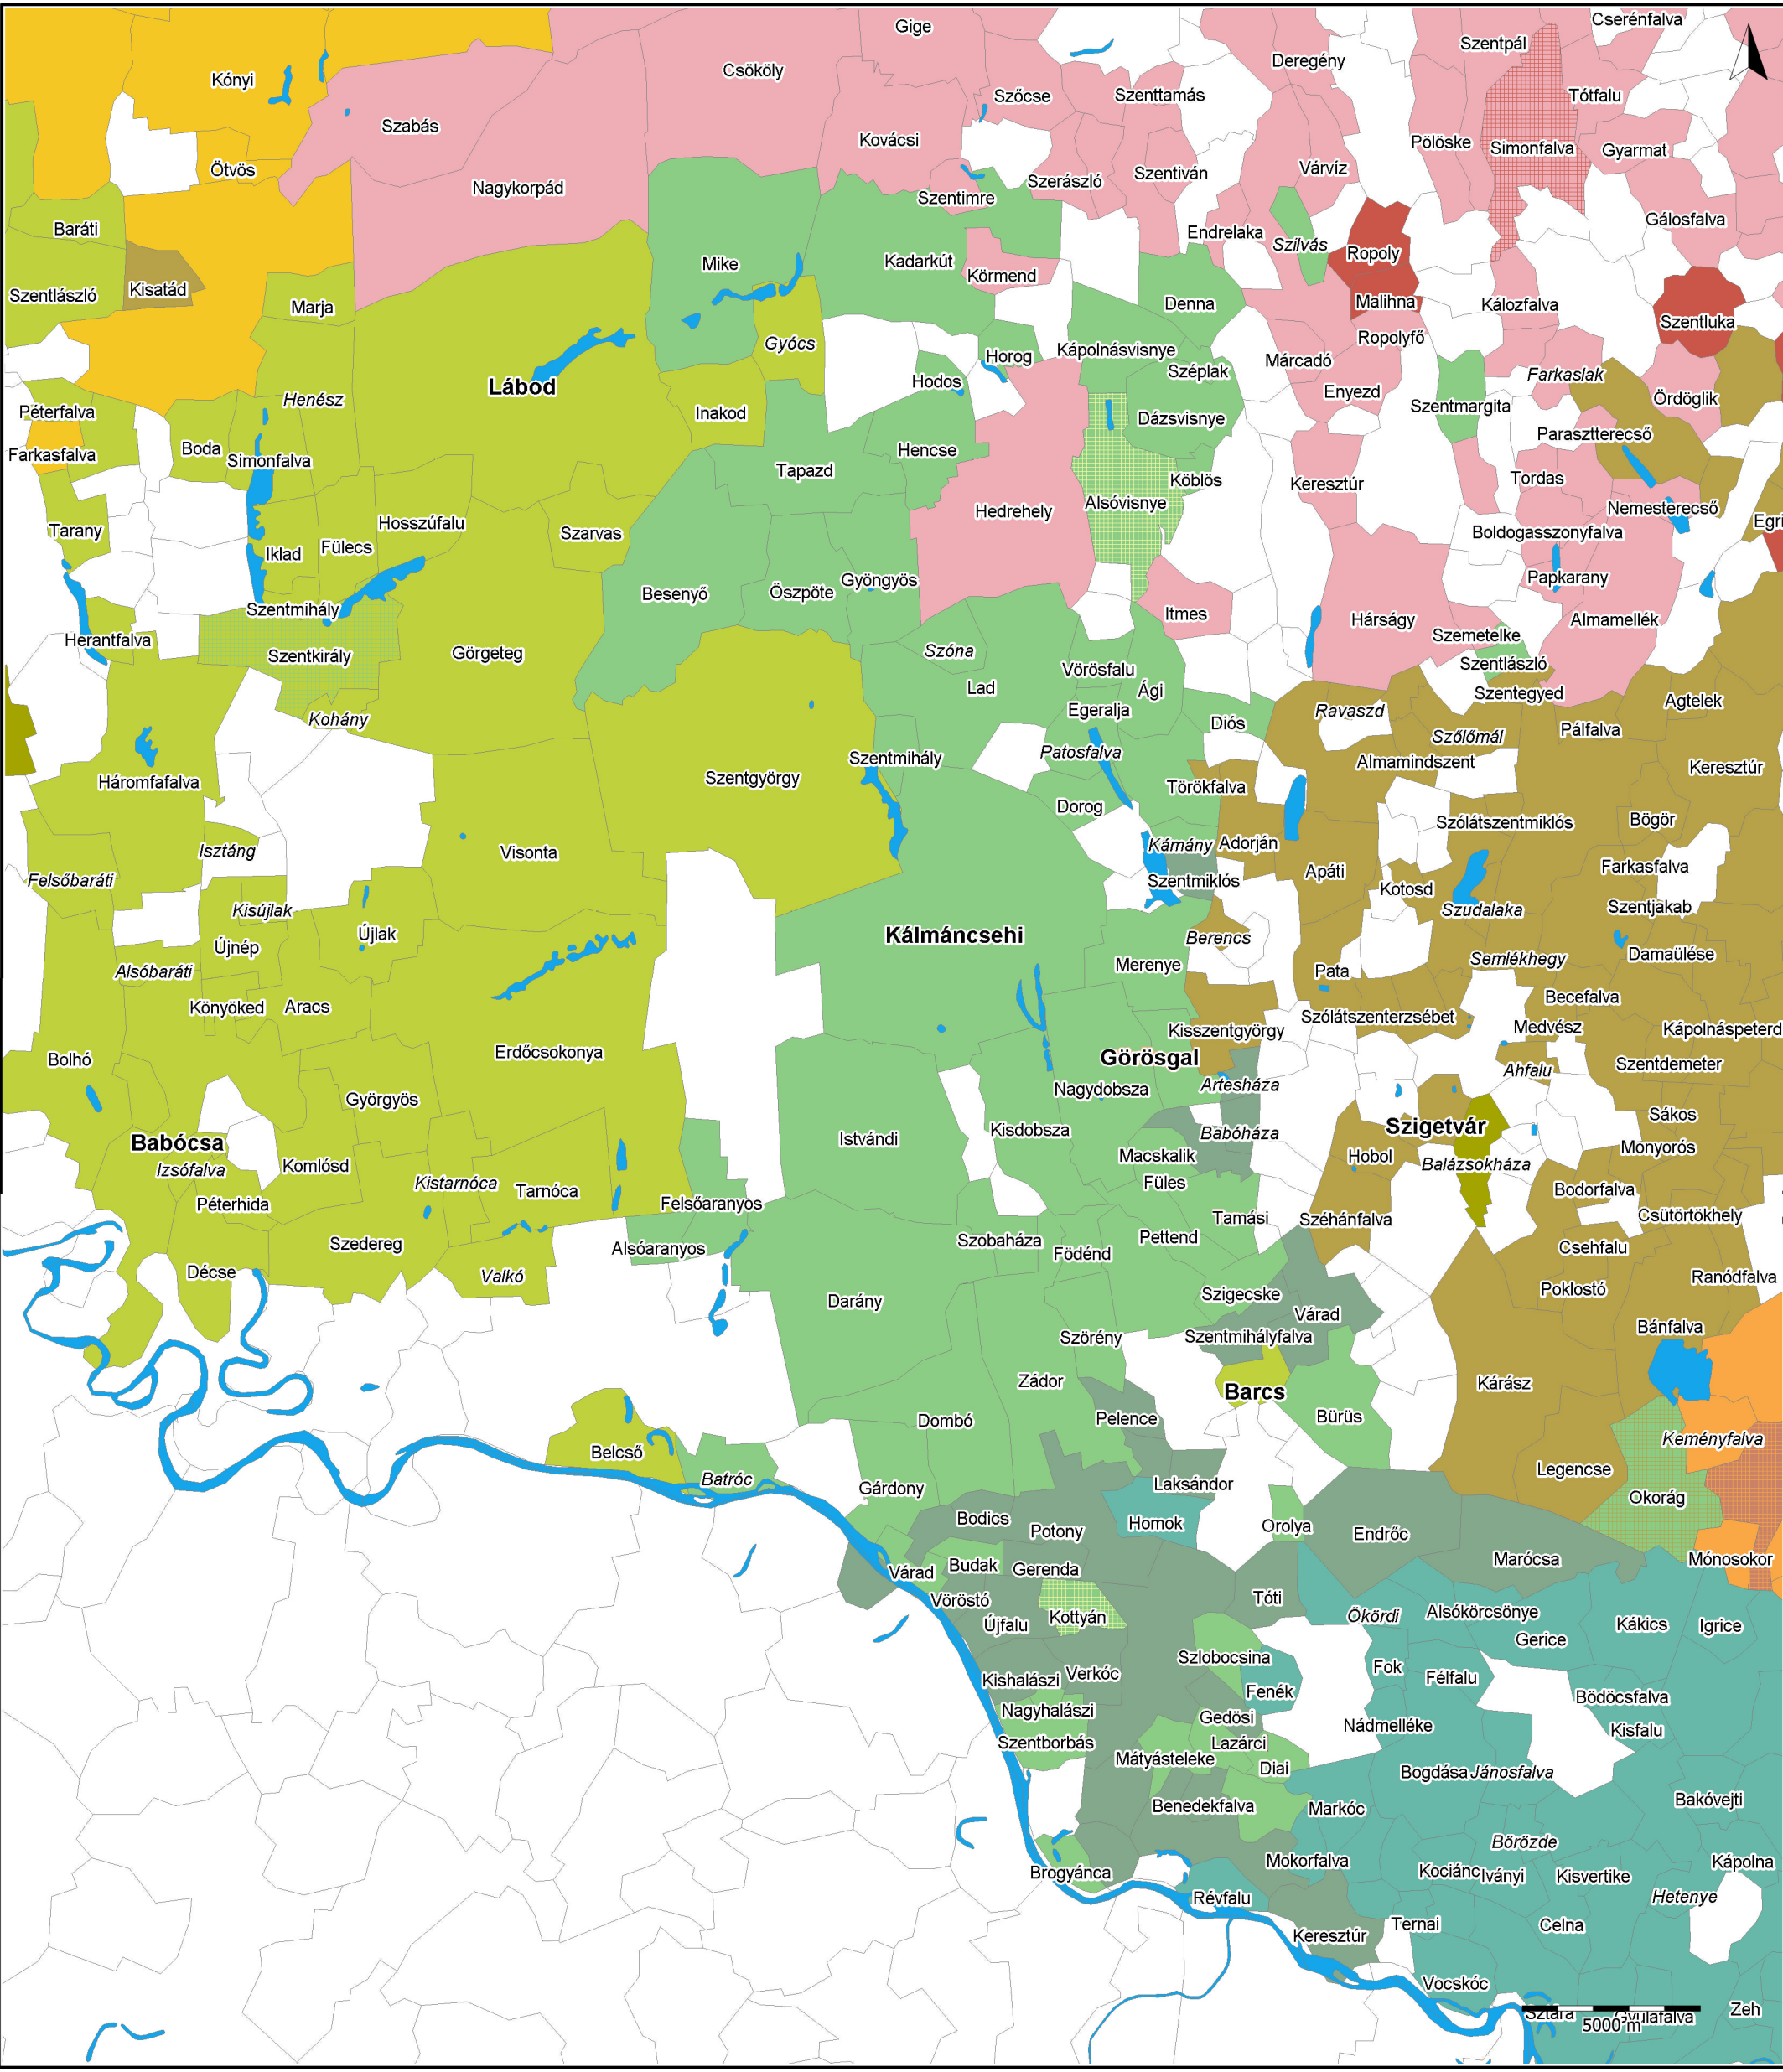 Gige
Cserénfalva
Szentpál
Deregény
Csököly
Kónyi
Szőcse
Szenttamás
Tótfalu
Szabás
Kovácsi
Pölöske
Simonfalva
Gyarmat
Ötvös
Várvíz
Szentiván
Szerászló
Nagykorpád
Szentimre
Gálosfalva
Baráti
Endrelaka
Szilvás
Ropoly
Mike
Kadarkút
Körmend
Szentlászló
Kisatád
Marja
Denna
Malihna
Kálozfalva
Szentluka
Ropolyfő
Gyócs
Horog
Kápolnásvisnye
Márcadó
Széplak
Farkaslak
Lábod
Hodos
Enyezd
Henész
Ördöglik
Péterfalva
Inakod
Szentmargita
Dázsvisnye
Parasztterecső
Farkasfalva
Boda
Simonfalva
Hencse
Tapazd
Köblös
Keresztúr
Tordas
Alsóvisnye
Nemesterecső
Hedrehely
Tarany
Hosszúfalu
Szarvas
Boldogasszonyfalva
Egri
Iklad
Fülecs
Papkarany
Gyöngyös
Besenyő
Öszpöte
Szentmihály
Itmes
Hárságy
Almamellék
Szemetelke
Herantfalva
Szentkirály
Görgeteg
Szóna
Szentlászló
Vörösfalu
Lad
Ági
Szentegyed
Agtelek
Egeralja
Ravaszd
Kohány
Diós
Pálfalva
Szőlőmál
Patosfalva
Szentmihály
Almamindszent
Keresztúr
Háromfafalva
Szentgyörgy
Törökfalva
Dorog
Bögör
Szólátszentmiklós
Kámány
Adorján
Isztáng
Visonta
Farkasfalva
Apáti
Felsőbaráti
Szentmiklós
Kotosd
Szentjakab
Kisújlak
Szudalaka
Újlak
Kálmáncsehi
Berencs
Újnép
Damaülése
Semlékhegy
Merenye
Alsóbaráti
Pata
Becefalva
Könyöked
Aracs
Szólátszenterzsébet
Medvész
Kápolnáspeterd
Kisszentgyörgy
Erdőcsokonya
Görösgal
Bolhó
Szentdemeter
Ahfalu
Artesháza
Nagydobsza
Györgyös
Sákos
Szigetvár
Kisdobsza
Babóháza
Istvándi
Babócsa
Monyorós
Macskalik
Hobol
Balázsokháza
Komlósd
Izsófalva
Kistarnóca
Füles
Tarnóca
Bodorfalva
Péterhida
Felsőaranyos
Tamási
Széhánfalva
Csütörtökhely
Pettend
Szedereg
Szobaháza
Alsóaranyos
Födénd
Csehfalu
Décse
Valkó
Ranódfalva
Poklostó
Szigecske
Darány
Várad
Bánfalva
Szörény
Szentmihályfalva
Zádor
Kárász
Barcs
Bürüs
Pelence
Dombó
Keményfalva
Belcső
Legencse
Batróc
Laksándor
Gárdony
Okorág
Bodics
Homok
Orolya
Potony
Endrőc
Marócsa
Mónosokor
Budak
Gerenda
Várad
Tóti
Vöröstó
Alsókörcsönye
Ökördi
Kottyán
Újfalu
Kákics
Igrice
Gerice
Szlobocsina
Fok
Verkóc
Félfalu
Kishalászi
Fenék
Bödöcsfalva
Nagyhalászi
Gedösi
Nádmelléke
Kisfalu
Szentborbás
Lazárci
Mátyásteleke
Diai
Bogdása
Jánosfalva
Bakóvejti
Benedekfalva
Markóc
Börözde
Mokorfalva
Kápolna
Brogyánca
Kociánc
Iványi
Kisvertike
Hetenye
Révfalu
Ternai
Celna
Keresztúr
Vocskóc
Zeh
Sztára
Gyulafalva
5000 m